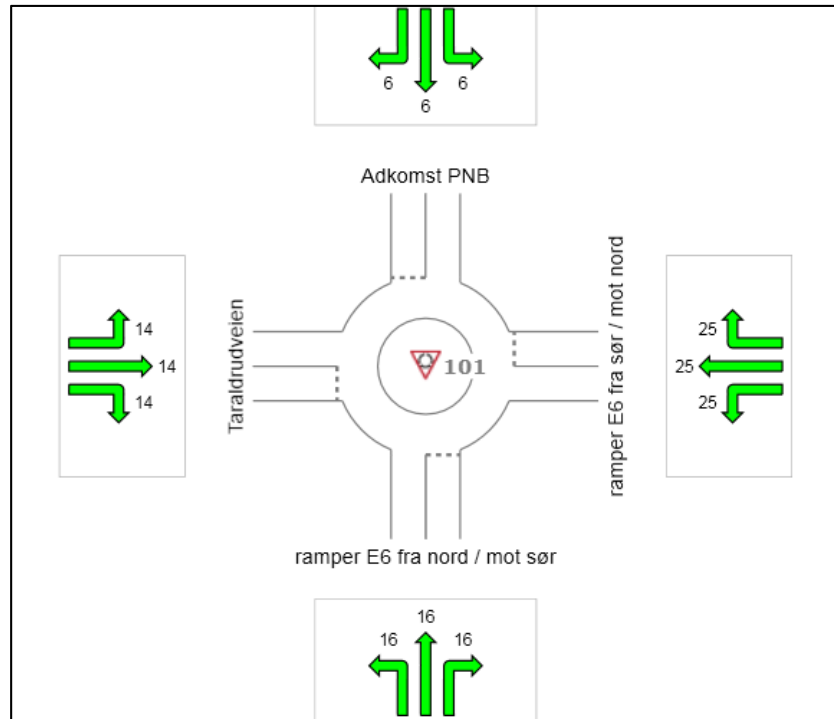 6 6
6
Adkomst PNB
14
14
14
Taraldrudveien
101
ramper E6 fra sør / mot nord
25
25
25
ramper E6 fra nord / mot sør
16
16 16